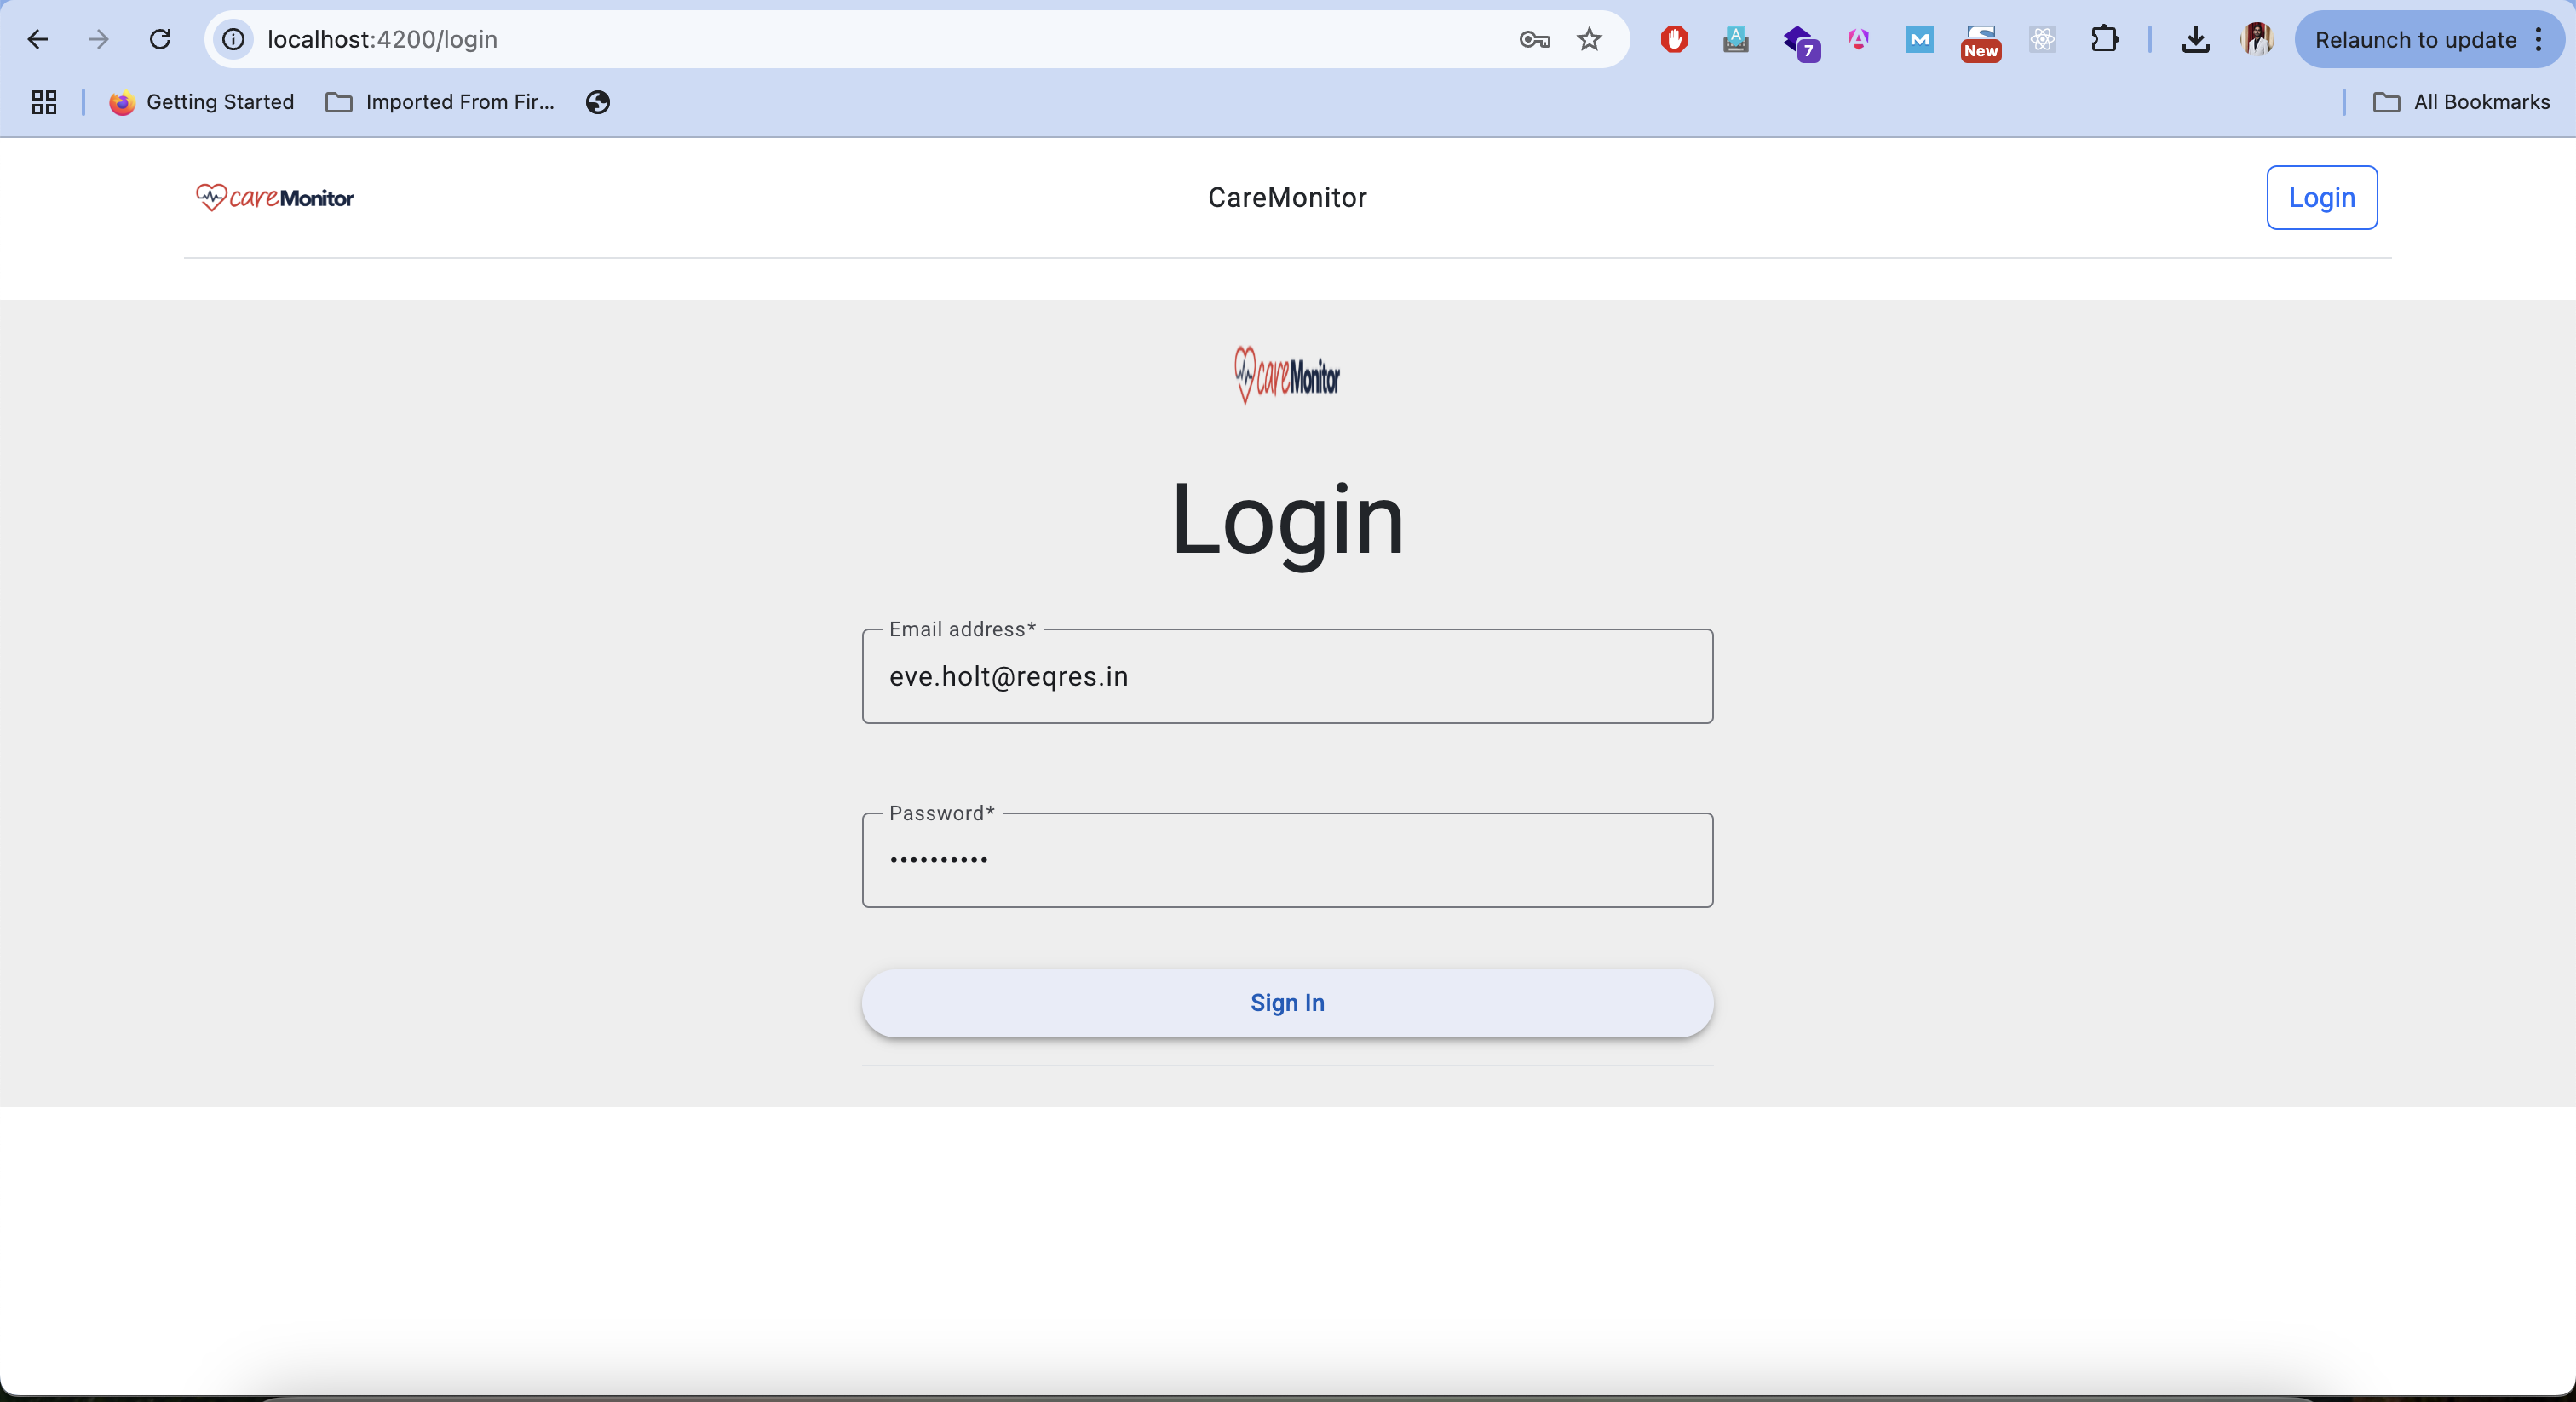 localhost:4200/login
7
New
Relaunch to update
Getting Started
Imported From Fir...
All Bookmarks
careMonitor
CareMonitor
Login
careMonitor
Login
Email address*
eve.holt@reqres.in
Password*
••••••••••
Sign In